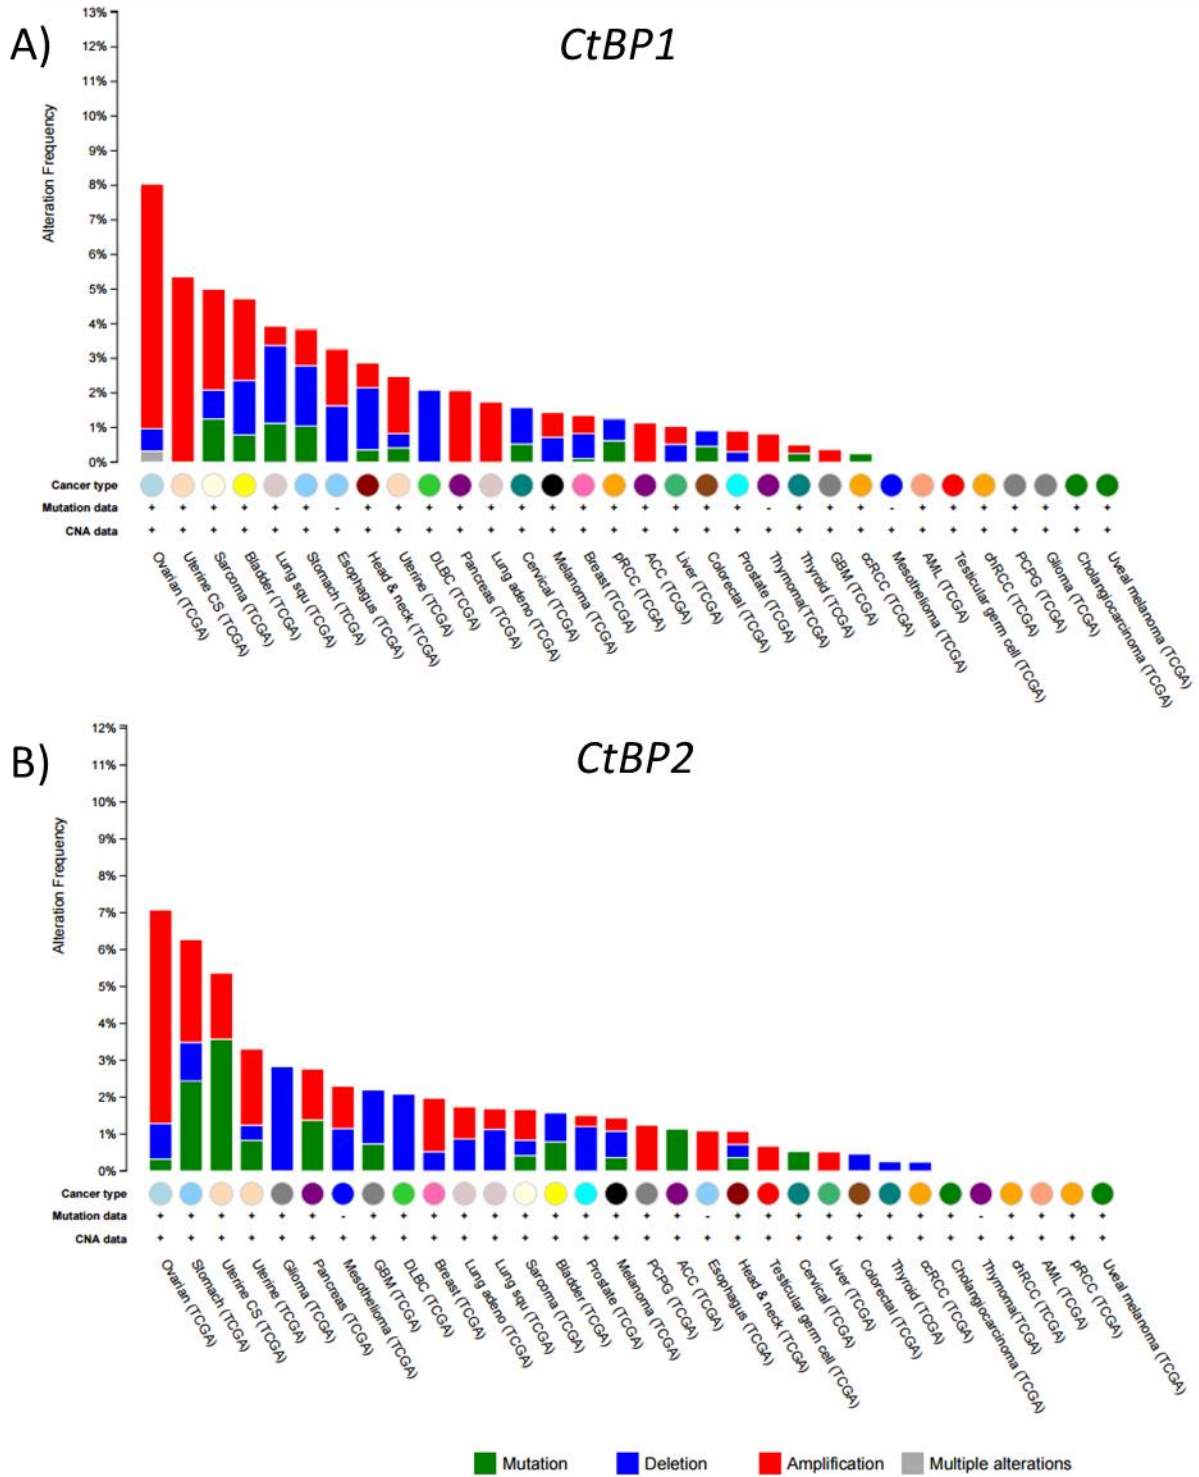 A)
CtBP1
13%
12%
11%
10%
9%
8%
7%
6%
5%
4%
3%
2%
1%
0%
Alteration Frequency
Cancer type
Mutation data + + + + + + - + + + + + + + + + + + + + - + + + - + + + + + + +
CNA data + + + + + + + + + + + + + + + + + + + + + + + + + + + + + + + +
Ovarian (TCGA)
Uterine CS (TCGA)
Sarcoma (TCGA)
Bladder (TCGA)
Lung squ (TCGA)
Stomach (TCGA)
Esophagus (TCGA)
Head & neck (TCGA)
Uterine (TCGA)
DLBC (TCGA)
Pancreas (TCGA)
Lung adeno (TCGA)
Cervical (TCGA)
Melanoma (TCGA)
Breast (TCGA)
pRCC (TCGA)
ACC (TCGA)
Liver (TCGA)
Colorectal (TCGA)
Prostate (TCGA)
Thymoma(TCGA)
Thyroid (TCGA)
GBM (TCGA)
ccRCC (TCGA)
Mesothelioma (TCGA)
AML (TCGA)
Testicular germ cell (TCGA)
chRCC (TCGA)
PCPG (TCGA)
Glioma (TCGA)
Cholangiocarcinoma (TCGA)
Uveal melanoma (TCGA)
B)
CtBP2
12%
11%
10%
9%
8%
7%
6%
5%
4%
3%
2%
1%
0%
Alteration Frequency
Cancer type
Mutation data + + + + + + - + + + + + + + + + + + - + + + + + + + + - + + + +
CNA data + + + + + + + + + + + + + + + + + + + + + + + + + + + + + + + +
Ovarian (TCGA)
Stomach (TCGA)
Uterine CS (TCGA)
Uterine (TCGA)
Glioma (TCGA)
Pancreas (TCGA)
Mesothelioma (TCGA)
GBM (TCGA)
DLBC (TCGA)
Breast (TCGA)
Lung adeno (TCGA)
Lung squ (TCGA)
Sarcoma (TCGA)
Bladder (TCGA)
Prostate (TCGA)
Melanoma (TCGA)
PCPG (TCGA)
ACC (TCGA)
Esophagus (TCGA)
Head & neck (TCGA)
Testicular germ cell (TCGA)
Cervical (TCGA)
Liver (TCGA)
Colorectal (TCGA)
Thyroid (TCGA)
ccRCC (TCGA)
Cholangiocarcinoma (TCGA)
Thymoma(TCGA)
chRCC (TCGA)
AML (TCGA)
pRCC (TCGA)
Uveal melanoma (TCGA)
Mutation Deletion Amplification Multiple alterations